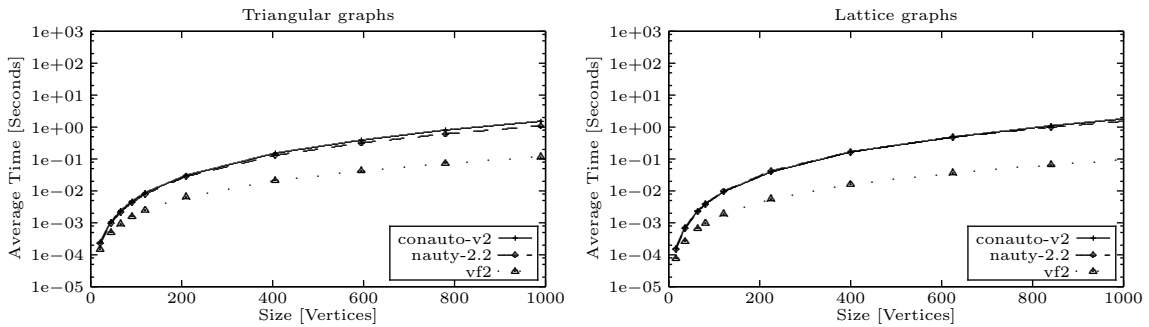 Triangular graphs
1e+03
1e+02
1e+01
1e+00
1e−01
1e−02
1e−03
1e−04
1e−05
Average Time [Seconds]
0 200 400 600 800 1000
Size [Vertices]
conauto-v2
nauty-2.2
vf2
Lattice graphs
1e+03
1e+02
1e+01
1e+00
1e−01
1e−02
1e−03
1e−04
1e−05
Average Time [Seconds]
0 200 400 600 800 1000
Size [Vertices]
conauto-v2
nauty-2.2
vf2